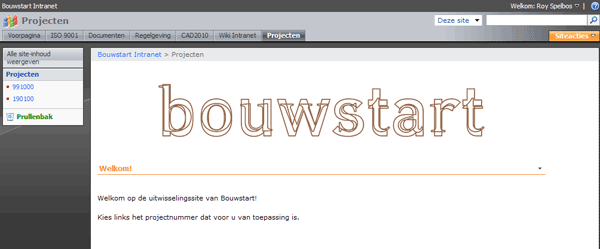 Bouwstart Intranet
Welkom: Roy Spelbos
Projecten
Deze site
Voorpagina ISO 9001 Documenten Regelgeving CAD2010 Wiki Intranet Projecten
Siteacties
Alle site-inhoud
weergeven
Projecten
991000
190100
Prullenbak
Bouwstart Intranet > Projecten
bouwstart
Welkom!
Welkom op de uitwisselingssite van Bouwstart!
Kies links het projectnummer dat voor u van toepassing is.